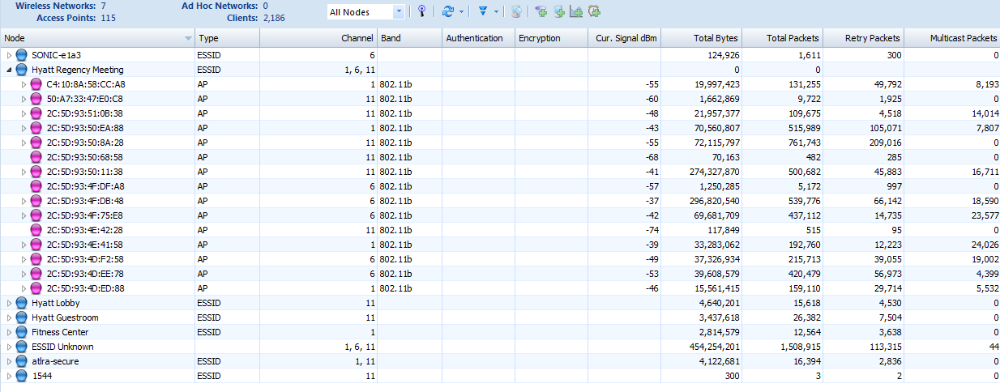 Wireless Networks: 7 Ad Hoc Networks: 0
Access Points: 115 Clients: 2,186 All Nodes
Node Type Channel Band Authentication Encryption Cur. Signal dBm Total Bytes Total Packets Retry Packets Multicast Packets
SONIC-e1a3 ESSID 6 124,926 1,611 300 0
Hyatt Regency Meeting ESSID 1, 6, 11 0 0
C4:10:8A:58:CC:A8 AP 1 802.11b -55 19,997,423 131,255 49,792 8,193
50:A7:33:47:E0:C8 AP 11 802.11b -60 1,662,869 9,722 1,925 0
2C:5D:93:51:0B:38 AP 11 802.11b -48 21,957,377 109,675 4,518 14,014
2C:5D:93:50:EA:88 AP 1 802.11b -43 70,560,807 515,989 105,071 7,807
2C:5D:93:50:8A:28 AP 11 802.11b -55 72,115,797 761,743 209,016 0
2C:5D:93:50:68:58 AP 11 802.11b -68 70,163 482 285 0
2C:5D:93:50:11:38 AP 11 802.11b -41 274,327,870 500,682 45,883 16,711
2C:5D:93:4F:DF:A8 AP 6 802.11b -57 1,250,285 5,172 997 0
2C:5D:93:4F:DB:48 AP 6 802.11b -37 296,820,540 539,776 66,142 18,590
2C:5D:93:4F:75:E8 AP 6 802.11b -42 69,681,709 437,112 14,735 23,577
2C:5D:93:4E:42:28 AP 11 802.11b -74 117,849 515 95 0
2C:5D:93:4E:41:58 AP 1 802.11b -39 33,283,062 192,760 12,223 24,026
2C:5D:93:4D:F2:58 AP 6 802.11b -49 37,326,934 215,713 39,055 19,002
2C:5D:93:4D:EE:78 AP 6 802.11b -53 39,608,579 420,479 56,973 4,399
2C:5D:93:4D:ED:88 AP 1 802.11b -46 15,561,415 159,110 29,714 5,532
Hyatt Lobby ESSID 11 4,640,201 15,618 4,530 0
Hyatt Guestroom ESSID 11 3,437,618 26,382 7,504 0
Fitness Center ESSID 1 2,814,579 12,564 3,638 0
ESSID Unknown 1, 6, 11 454,254,201 1,508,915 113,315 44
atlra-secure ESSID 1, 11 4,122,681 16,394 2,836 0
1544 ESSID 11 300 3 2 0